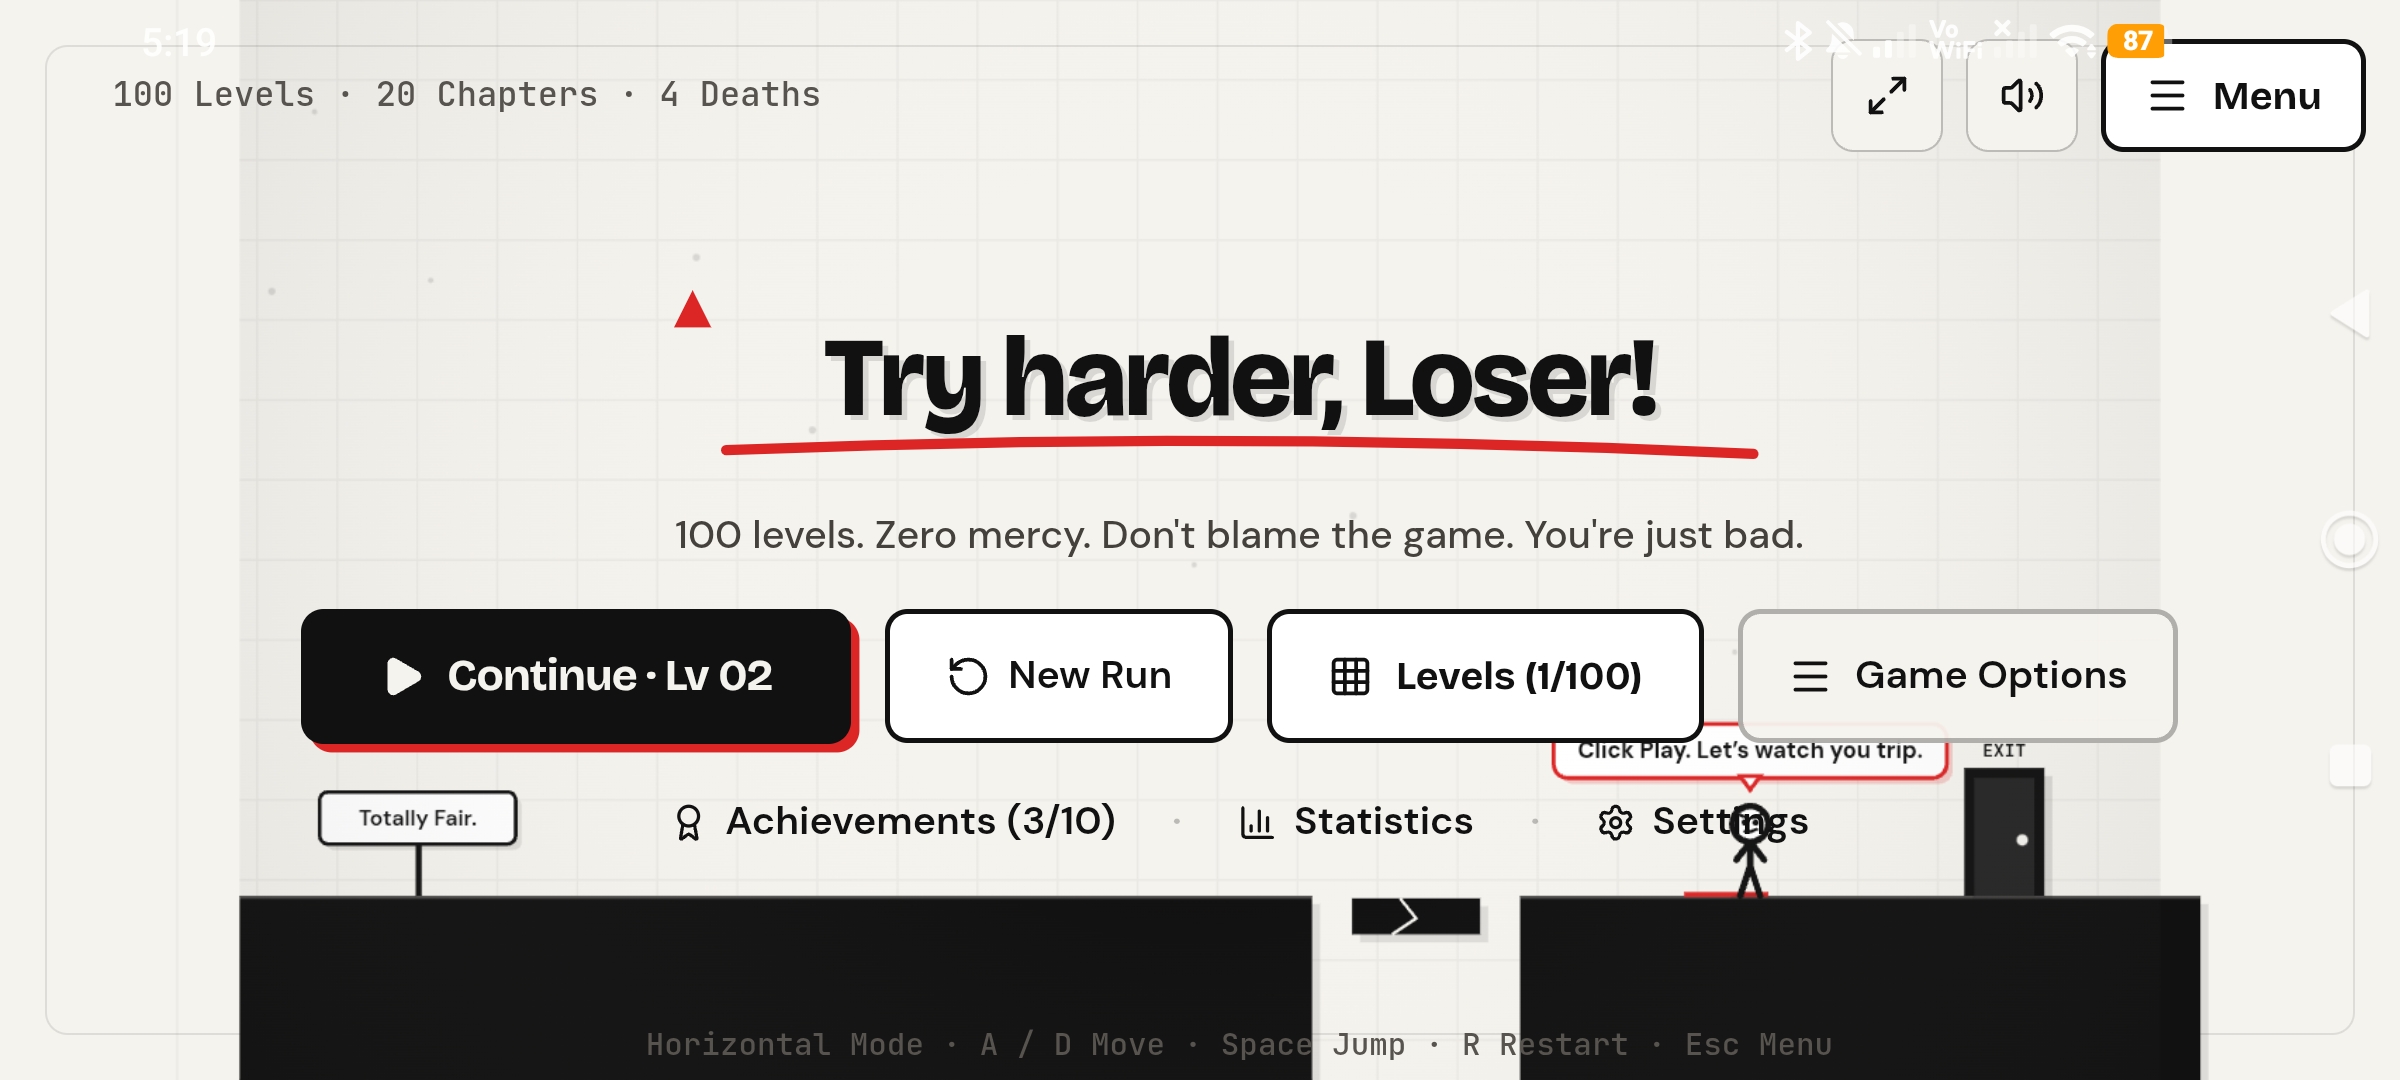 5:19
Vo
WiFi
87
100 Levels · 20 Chapters · 4 Deaths
Menu
Try harder, Loser!
100 levels. Zero mercy. Don't blame the game. You're just bad.
Continue · Lv 02
New Run
Levels (1/100)
Game Options
Click Play. Let's watch you trip.
EXIT
Totally Fair.
Achievements (3/10) · Statistics · Settings
Horizontal Mode · A / D Move · Space Jump · R Restart · Esc Menu